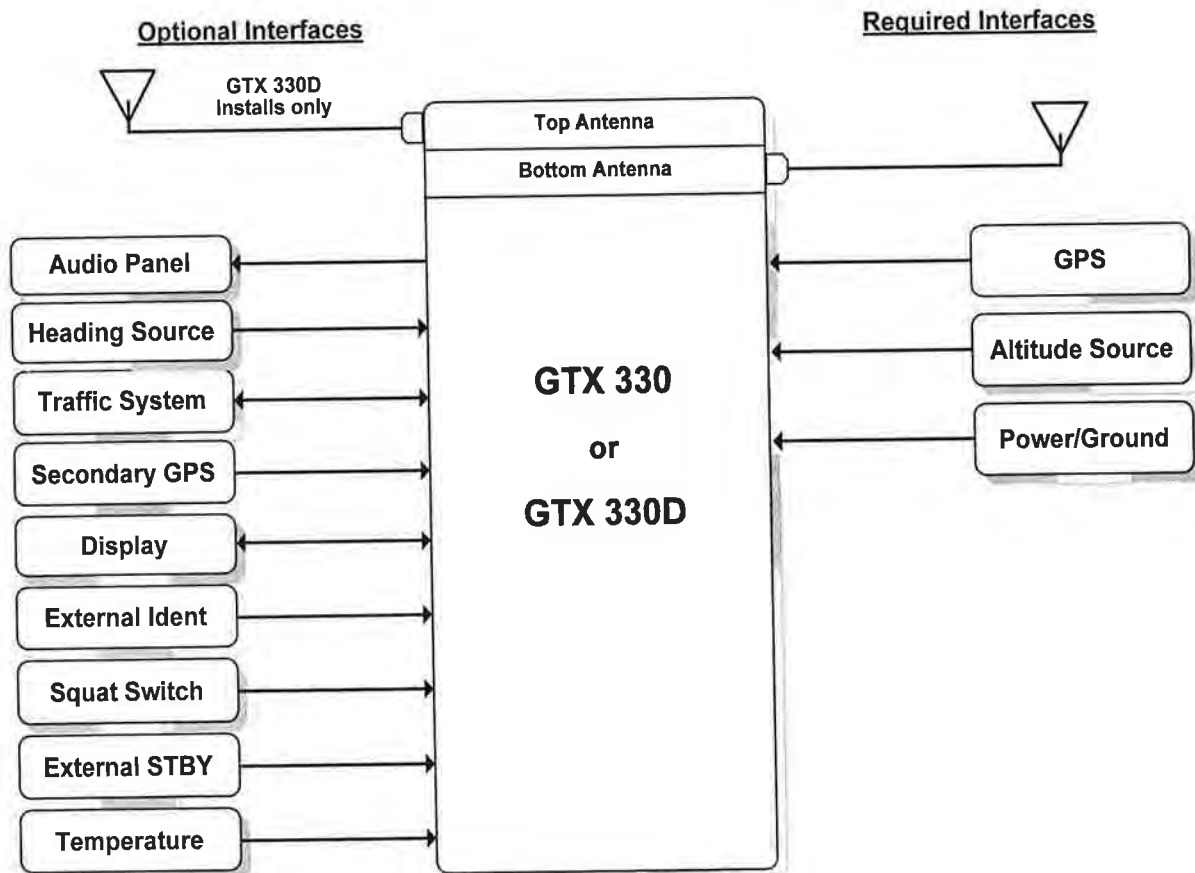 Optional Interfaces
Required Interfaces
GTX 330D
Installs only
Top Antenna
Bottom Antenna
Audio Panel
Heading Source
Traffic System
Secondary GPS
Display
External Ident
Squat Switch
External STBY
Temperature
GTX 330
or
GTX 330D
GPS
Altitude Source
Power/Ground